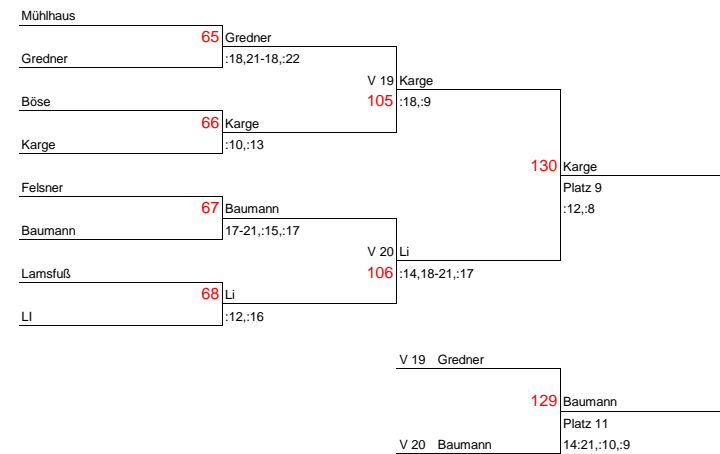 Mühlhaus
65 Gredner
Gredner :18,21-18,:22
V 19 Karge
Böse 105 :18,:9
66 Karge
Karge :10,:13
130 Karge
Felsner Platz 9
67 Baumann :12,:8
Baumann 17-21,:15,:17
V 20 Li
Lamsfuß 106 :14,18-21,:17
68 Li
LI :12,:16
V 19 Gredner
129 Baumann
Platz 11
V 20 Baumann 14:21,:10,:9